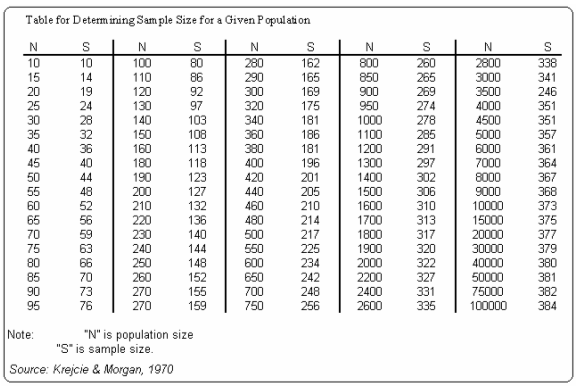 Table for Determining Sample Size for a Given Population
N S N S N S N S N S
10 10 100 80 280 162 800 260 2800 338
15 14 110 86 290 165 850 265 3000 341
20 19 120 92 300 169 900 269 3500 246
25 24 130 97 320 175 950 274 4000 351
30 28 140 103 340 181 1000 278 4500 351
35 32 150 108 360 186 1100 285 5000 357
40 36 160 113 380 181 1200 291 6000 361
45 40 180 118 400 196 1300 297 7000 364
50 44 190 123 420 201 1400 302 8000 367
55 48 200 127 440 205 1500 306 9000 368
60 52 210 132 460 210 1600 310 10000 373
65 56 220 136 480 214 1700 313 15000 375
70 59 230 140 500 217 1800 317 20000 377
75 63 240 144 550 225 1900 320 30000 379
80 66 250 148 600 234 2000 322 40000 380
85 70 260 152 650 242 2200 327 50000 381
90 73 270 155 700 248 2400 331 75000 382
95 76 270 159 750 256 2600 335 100000 384
Note: "N" is population size
"S" is sample size.
Source: Krejcie & Morgan, 1970